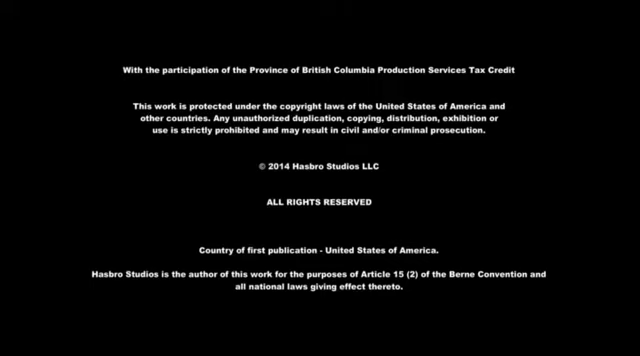 With the participation of the Province of British Columbia Production Services Tax Credit
This work is protected under the copyright laws of the United States of America and
other countries. Any unauthorized duplication, copying, distribution, exhibition or
use is strictly prohibited and may result in civil and/or criminal prosecution.
© 2014 Hasbro Studios LLC
ALL RIGHTS RESERVED
Country of first publication - United States of America.
Hasbro Studios is the author of this work for the purposes of Article 15 (2) of the Berne Convention and
all national laws giving effect thereto.